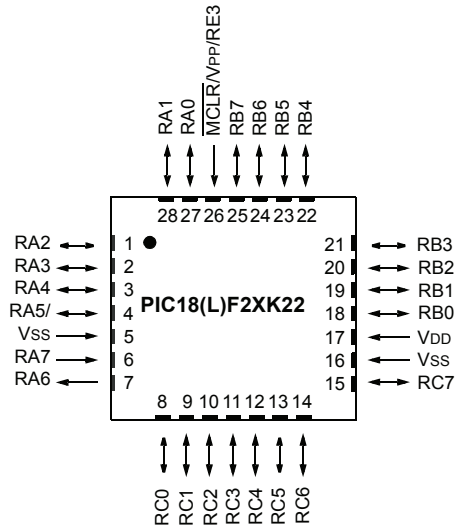 RA1
RA0
MCLR/VPP/RE3
RB7
RB6
RB5
RB4
28 27 26 25 24 23 22
RA2 1
RA3 2
RA4 3
RA5/ 4
VSS 5
RA7 6
RA6 7
PIC18(L)F2XK22
21 RB3
20 RB2
19 RB1
18 RB0
17 VDD
16 VSS
15 RC7
8 9 10 11 12 13 14
RC0
RC1
RC2
RC3
RC4
RC5
RC6